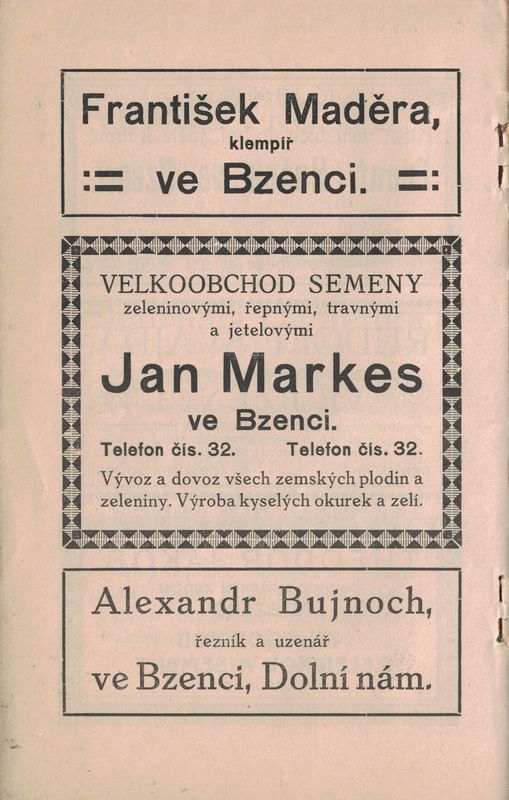 František Maděra,
klempíř
ve Bzenci.
VELKOOBCHOD SEMENY
zeleninovými, řepnými, travnými
a jetelovými
Jan Markes
ve Bzenci.
Telefon čís. 32. Telefon čís. 32.
Vývoz a dovoz všech zemských plodin a
zeleniny. Výroba kyselých okurek a zelí.
Alexandr Bujnoch,
řezník a uzenář
ve Bzenci, Dolní nám.